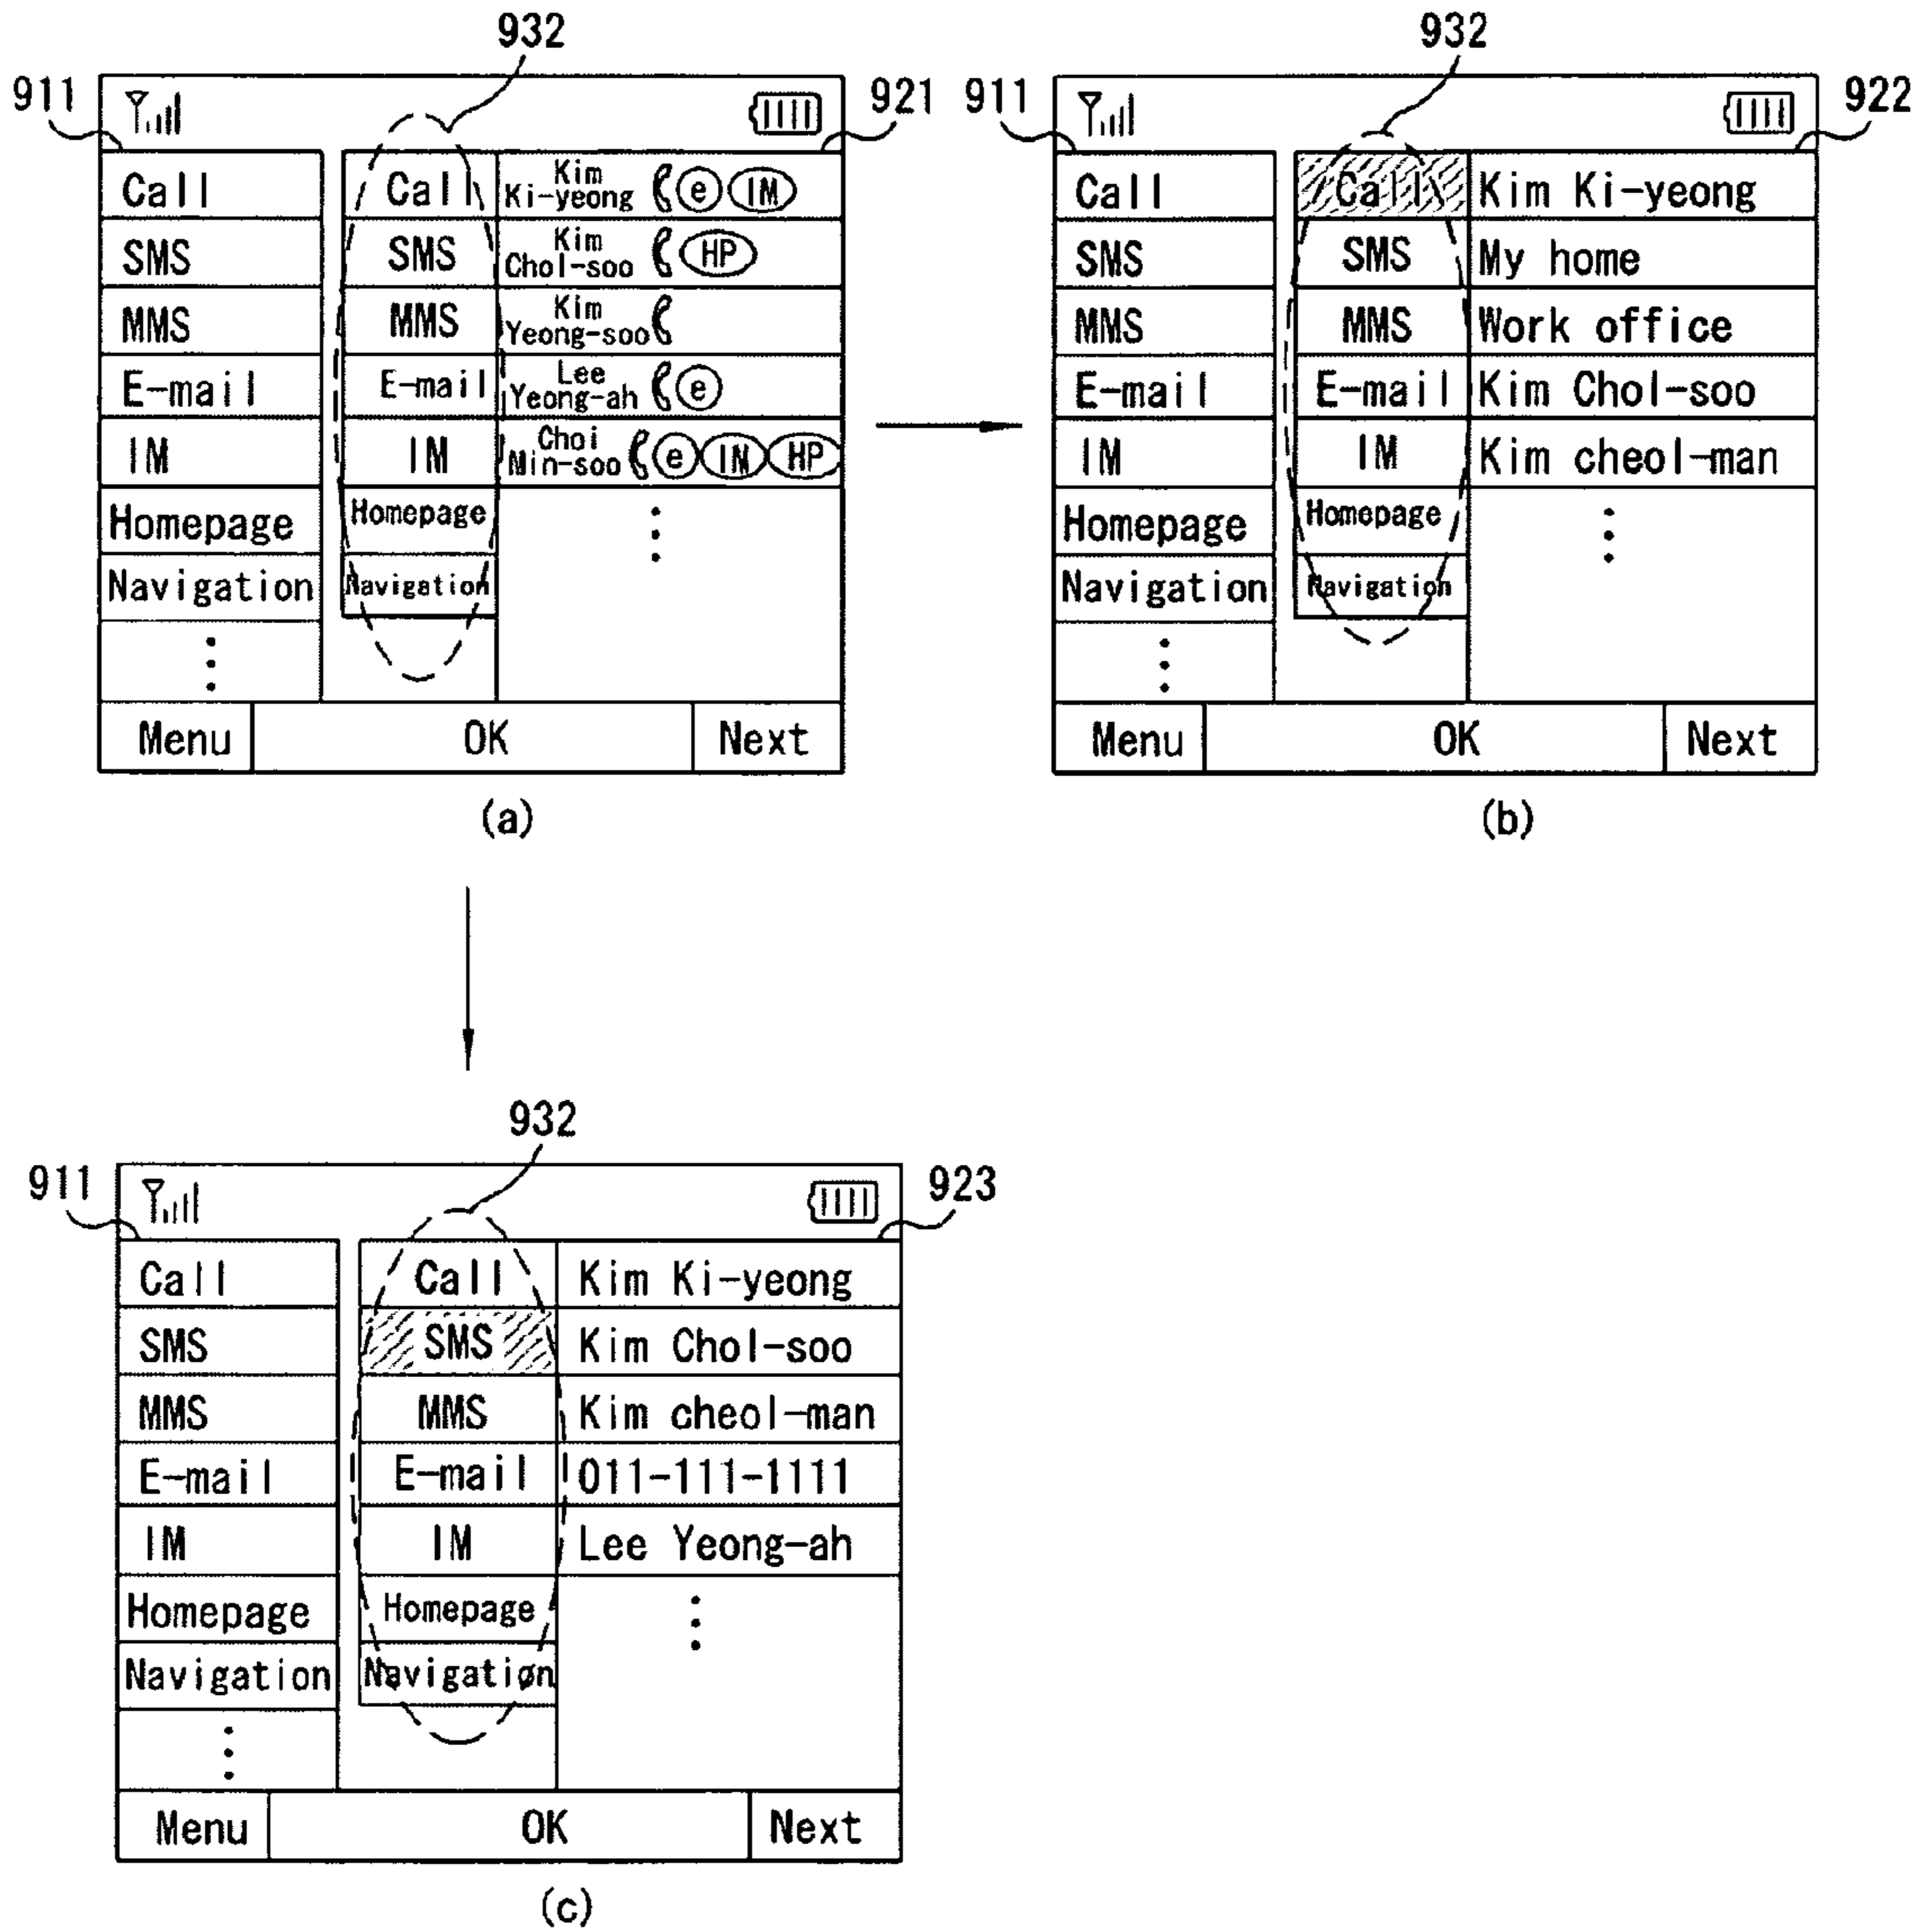 932
911
921
Call
Call
Kim
Ki-yeong
e
IM
SMS
SMS
Kim
Chol-soo
HP
MMS
MMS
Kim
Yeong-soo
E-mail
E-mail
Lee
Yeong-ah
e
IM
IM
Choi
Min-soo
e
IM
HP
Homepage
Homepage
Navigation
Navigation
Menu
OK
Next
(a)
932
911
922
Call
Call
Kim Ki-yeong
SMS
SMS
My home
MMS
MMS
Work office
E-mail
E-mail
Kim Chol-soo
IM
IM
Kim cheol-man
Homepage
Homepage
Navigation
Navigation
Menu
OK
Next
(b)
932
911
923
Call
Call
Kim Ki-yeong
SMS
SMS
Kim Chol-soo
MMS
MMS
Kim cheol-man
E-mail
E-mail
011-111-1111
IM
IM
Lee Yeong-ah
Homepage
Homepage
Navigation
Navigation
Menu
OK
Next
(c)